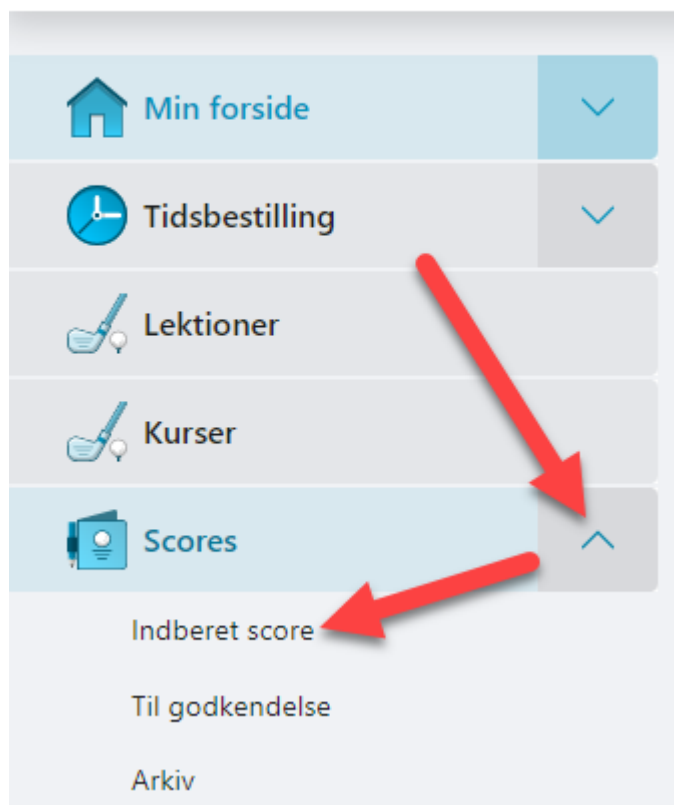 Min forside
Tidsbestilling
Lektioner
Kurser
Scores
Indberet score
Til godkendelse
Arkiv